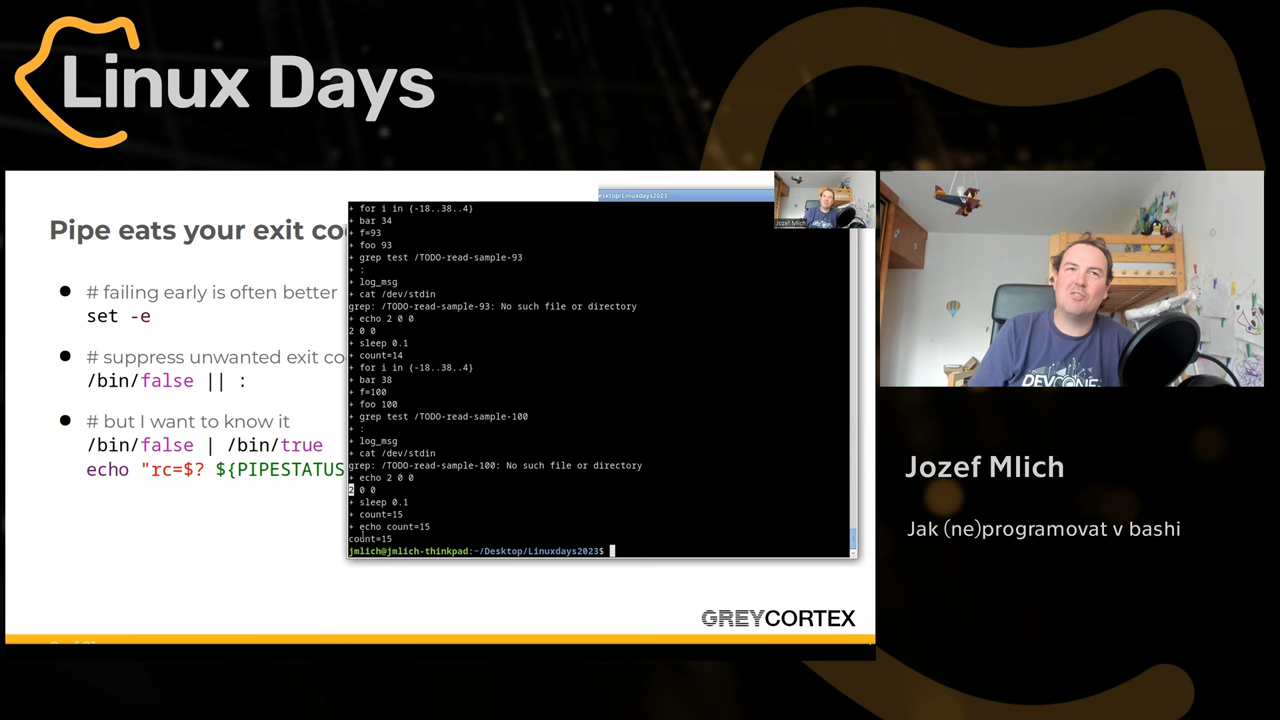 Linux Days
Pipe eats your exit co
# failing early is often better
set -e
# suppress unwanted exit co
/bin/false || :
# but I want to know it
/bin/false | /bin/true
echo "rc=$? ${PIPESTATUS
esktop/Linuxdays2023
Jozef Mlich
+ for i in {-18..38..4}
+ bar 34
+ f=93
+ foo 93
+ grep test /TODO-read-sample-93
+ :
+ log_msg
+ cat /dev/stdin
grep: /TODO-read-sample-93: No such file or directory
+ echo 2 0 0
2 0 0
+ sleep 0.1
+ count=14
+ for i in {-18..38..4}
+ bar 38
+ f=100
+ foo 100
+ grep test /TODO-read-sample-100
+ :
+ log_msg
+ cat /dev/stdin
grep: /TODO-read-sample-100: No such file or directory
+ echo 2 0 0
2 0 0
+ sleep 0.1
+ count=15
+ echo count=15
count=15
jmlich@jmlich-thinkpad:~/Desktop/Linuxdays2023$
GREYCORTEX
DEVCONF
Jozef Mlich
Jak (ne)programovat v bashi